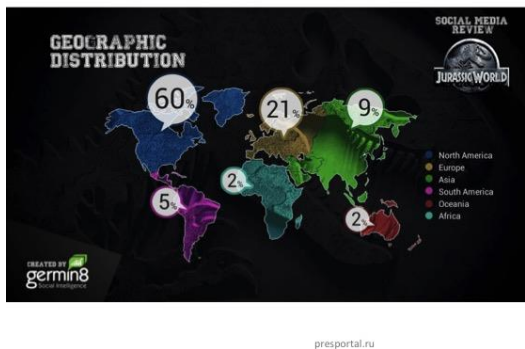 GEOGRAPHIC
DISTRIBUTION
SOCIAL MEDIA
REVIEW
JURASSIC WORLD
60%
21%
9%
5%
2%
2%
North America
Europe
Asia
South America
Oceania
Africa
CREATED BY
germin8
Social Intelligence
presportal.ru